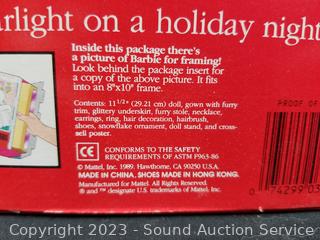 arlight on a holiday night
Inside this package there's
a picture of Barbie for framing!
Look behind the package insert for
a copy of the above picture. It fits
into an 8"x10" frame.
Contents: 11 1/2" (29.21 cm) doll, gown with furry
trim, glittery underskirt, furry stole, necklace,
earrings, ring, hair decoration, hairbrush,
shoes, snowflake ornament, doll stand, and cross-
sell poster.
CE
CONFORMS TO THE SAFETY
REQUIREMENTS OF ASTM F963-86
© Mattel, Inc. 1989. Hawthorne, CA 90250 U.S.A.
MADE IN CHINA. SHOES MADE IN HONG KONG.
Manufactured for Mattel. All Rights Reserved.
® and ™ designate U.S. trademarks of Mattel, Inc.
PROOF OF
0 74299 03
Copyright 2023 - Sound Auction Service